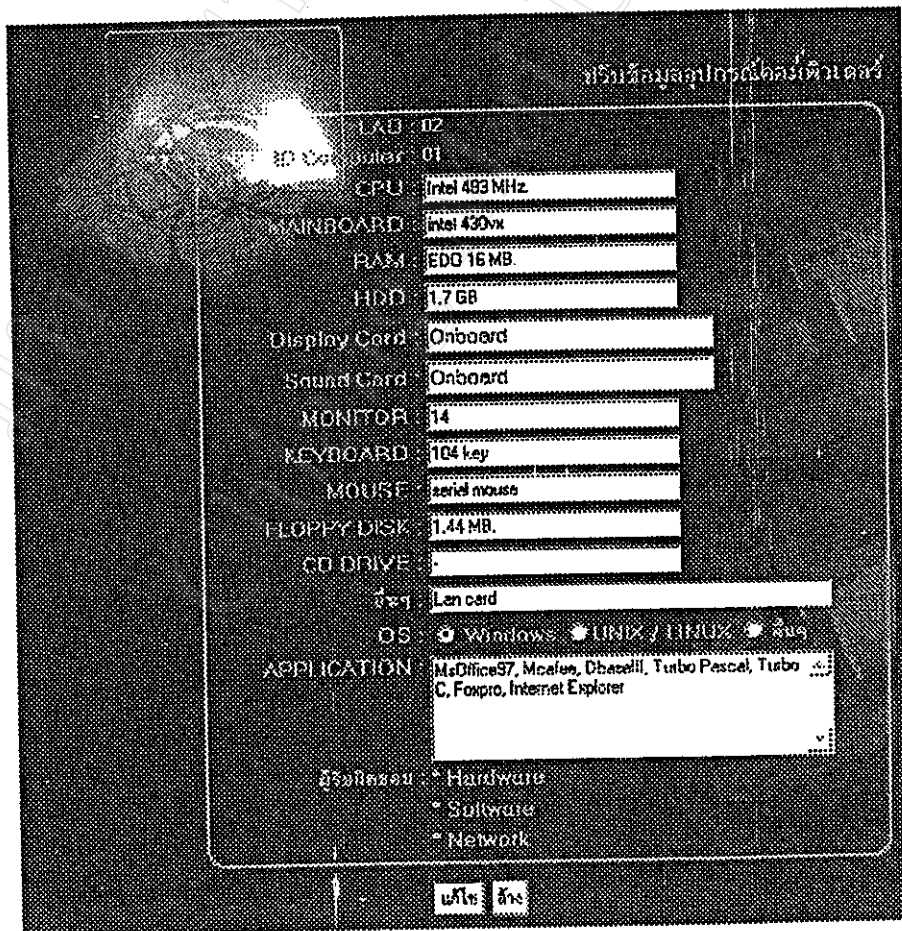 ปรับข้อมูลอุปกรณ์คอมพิวเตอร์
LAB : 02
ID Computer : 01
CPU : Intel 493 MHz.
MAINBOARD : Intel 430vx
RAM : EDO 16 MB.
HDD : 1.7 GB
Display Card : Onboard
Sound Card : Onboard
MONITOR : 14
KEYBOARD : 104 key
MOUSE : serial mouse
FLOPPY DISK : 1.44 MB.
CD DRIVE : -
อื่นๆ : Lan card
OS : Windows UNIX / LINUX อื่นๆ
APPLICATION : MsOffice97, Mcafee, DbaseIII, Turbo Pascal, Turbo
C, Foxpro, Internet Explorer
ผู้รับผิดชอบ : * Hardware
* Software
* Network
แก้ไข ล้าง